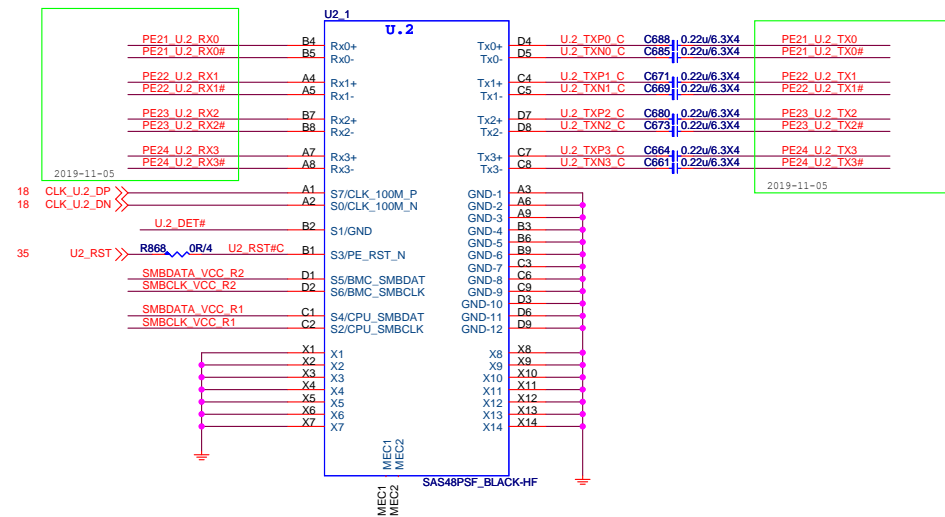 U2_1
U.2
PE21_U.2_RX0 B4 Rx0+ Tx0+ D4 U.2_TXP0_C C688 0.22u/6.3X4 PE21_U.2_TX0
PE21_U.2_RX0# B5 Rx0- Tx0- D5 U.2_TXN0_C C685 0.22u/6.3X4 PE21_U.2_TX0#
PE22_U.2_RX1 A4 Rx1+ Tx1+ C4 U.2_TXP1_C C671 0.22u/6.3X4 PE22_U.2_TX1
PE22_U.2_RX1# A5 Rx1- Tx1- C5 U.2_TXN1_C C669 0.22u/6.3X4 PE22_U.2_TX1#
PE23_U.2_RX2 B7 Rx2+ Tx2+ D7 U.2_TXP2_C C680 0.22u/6.3X4 PE23_U.2_TX2
PE23_U.2_RX2# B8 Rx2- Tx2- D8 U.2_TXN2_C C673 0.22u/6.3X4 PE23_U.2_TX2#
PE24_U.2_RX3 A7 Rx3+ Tx3+ C7 U.2_TXP3_C C664 0.22u/6.3X4 PE24_U.2_TX3
PE24_U.2_RX3# A8 Rx3- Tx3- C8 U.2_TXN3_C C661 0.22u/6.3X4 PE24_U.2_TX3#
2019-11-05 2019-11-05
18 CLK_U.2_DP A1 S7/CLK_100M_P GND-1 A3
18 CLK_U.2_DN A2 S0/CLK_100M_N GND-2 A6
GND-3 A9
U.2_DET# B2 S1/GND GND-4 B3
GND-5 B6
35 U2_RST R868 0R/4 U2_RST#C B1 S3/PE_RST_N GND-6 B9
GND-7 C3
SMBDATA_VCC_R2 D1 S5/BMC_SMBDAT GND-8 C6
SMBCLK_VCC_R2 D2 S6/BMC_SMBCLK GND-9 C9
GND-10 D3
SMBDATA_VCC_R1 C1 S4/CPU_SMBDAT GND-11 D6
SMBCLK_VCC_R1 C2 S2/CPU_SMBCLK GND-12 D9
X1 X1 X8 X8
X2 X2 X9 X9
X3 X3 X10 X10
X4 X4 X11 X11
X5 X5 X12 X12
X6 X6 X13 X13
X7 X7 X14 X14
MEC1
MEC2
SAS48PSF_BLACK-HF
MEC1
MEC2